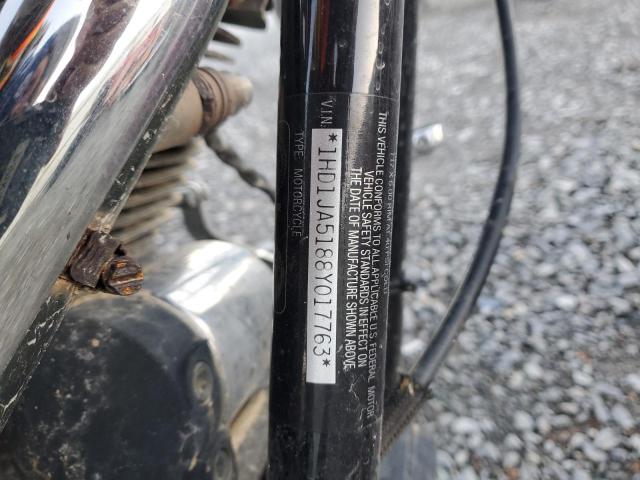 V.I.N.
*1HD1JA5188Y017763*
TYPE MOTORCYCLE
THIS VEHICLE CONFORMS TO ALL APPLICABLE U.S. FEDERAL MOTOR
VEHICLE SAFETY STANDARDS IN EFFECT ON
THE DATE OF MANUFACTURE SHOWN ABOVE